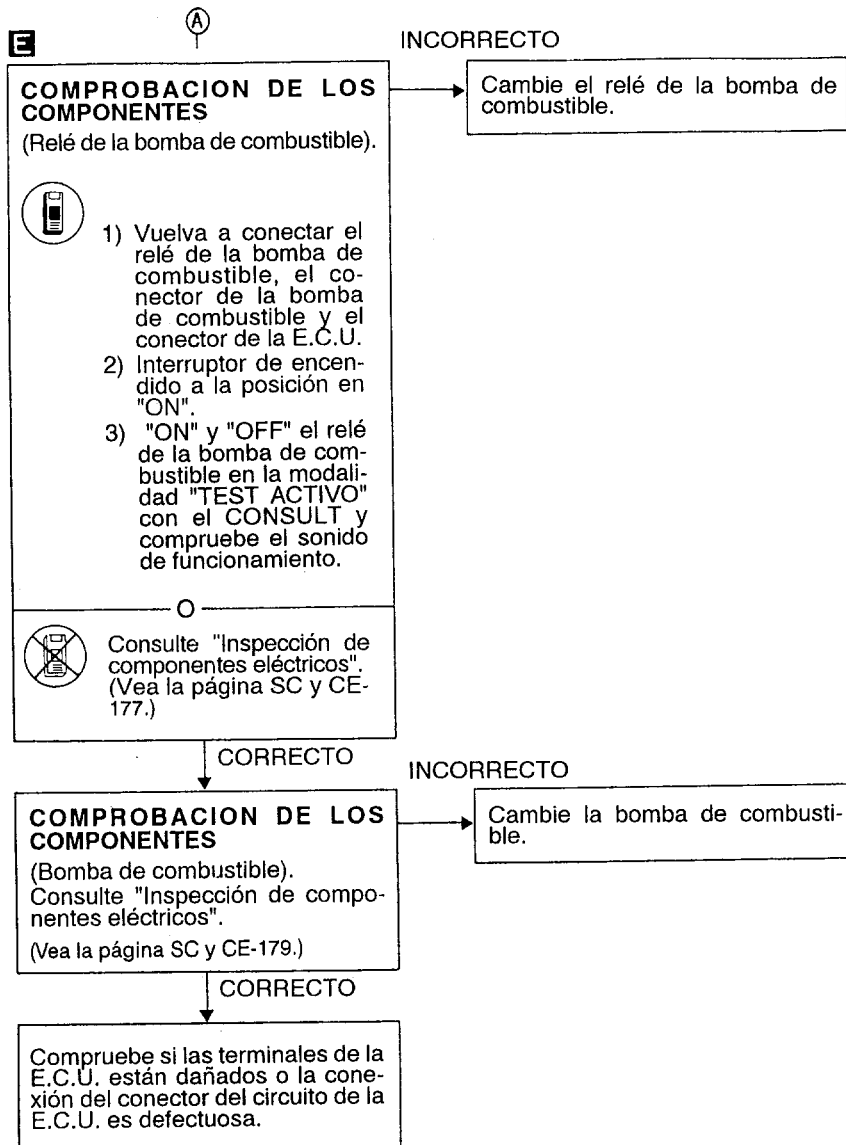 A
E
INCORRECTO
COMPROBACION DE LOS
COMPONENTES
(Relé de la bomba de combustible).
1) Vuelva a conectar el
relé de la bomba de
combustible, el co-
nector de la bomba
de combustible y el
conector de la E.C.U.
2) Interruptor de encen-
dido a la posición en
"ON".
3) "ON" y "OFF" el relé
de la bomba de com-
bustible en la modali-
dad "TEST ACTIVO"
con el CONSULT y
compruebe el sonido
de funcionamiento.
Cambie el relé de la bomba de
combustible.
O
Consulte "Inspección de
componentes eléctricos".
(Vea la página SC y CE-
177.)
CORRECTO
INCORRECTO
COMPROBACION DE LOS
COMPONENTES
(Bomba de combustible).
Consulte "Inspección de compo-
nentes eléctricos".
(Vea la página SC y CE-179.)
Cambie la bomba de combusti-
ble.
CORRECTO
Compruebe si las terminales de la
E.C.U. están dañados o la cone-
xión del conector del circuito de la
E.C.U. es defectuosa.